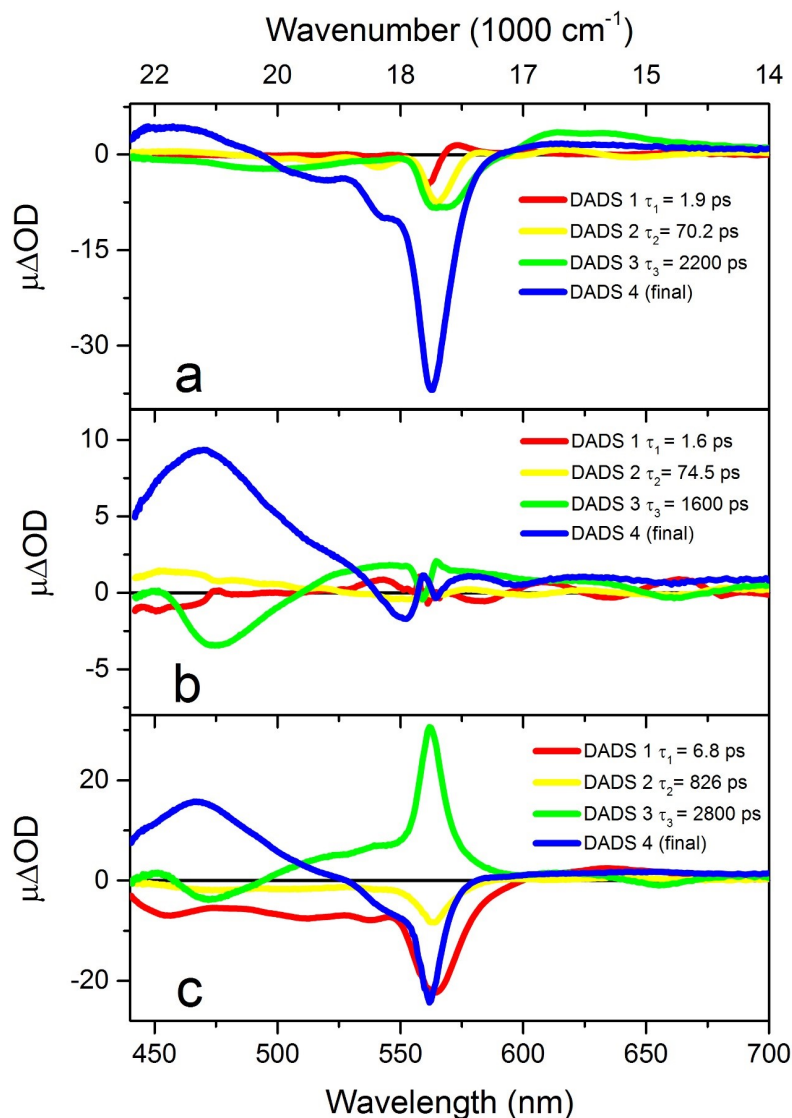 Wavenumber (1000 cm⁻¹)
22 20 18 17 16 15 14
0
-15
-30
μΔOD
DADS 1 τ₁ = 1.9 ps
DADS 2 τ₂= 70.2 ps
DADS 3 τ₃ = 2200 ps
DADS 4 (final)
a
10
5
0
-5
μΔOD
DADS 1 τ₁ = 1.6 ps
DADS 2 τ₂= 74.5 ps
DADS 3 τ₃ = 1600 ps
DADS 4 (final)
b
20
0
-20
μΔOD
DADS 1 τ₁ = 6.8 ps
DADS 2 τ₂ = 826 ps
DADS 3 τ₃ = 2800 ps
DADS 4 (final)
c
450 500 550 600 650 700
Wavelength (nm)